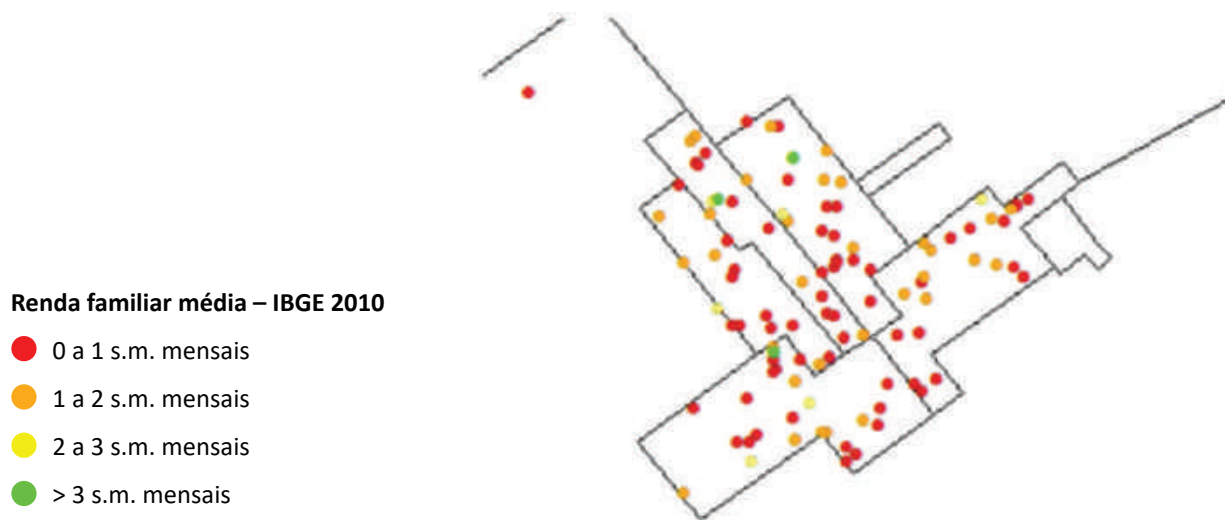 Renda familiar média – IBGE 2010
0 a 1 s.m. mensais
1 a 2 s.m. mensais
2 a 3 s.m. mensais
> 3 s.m. mensais